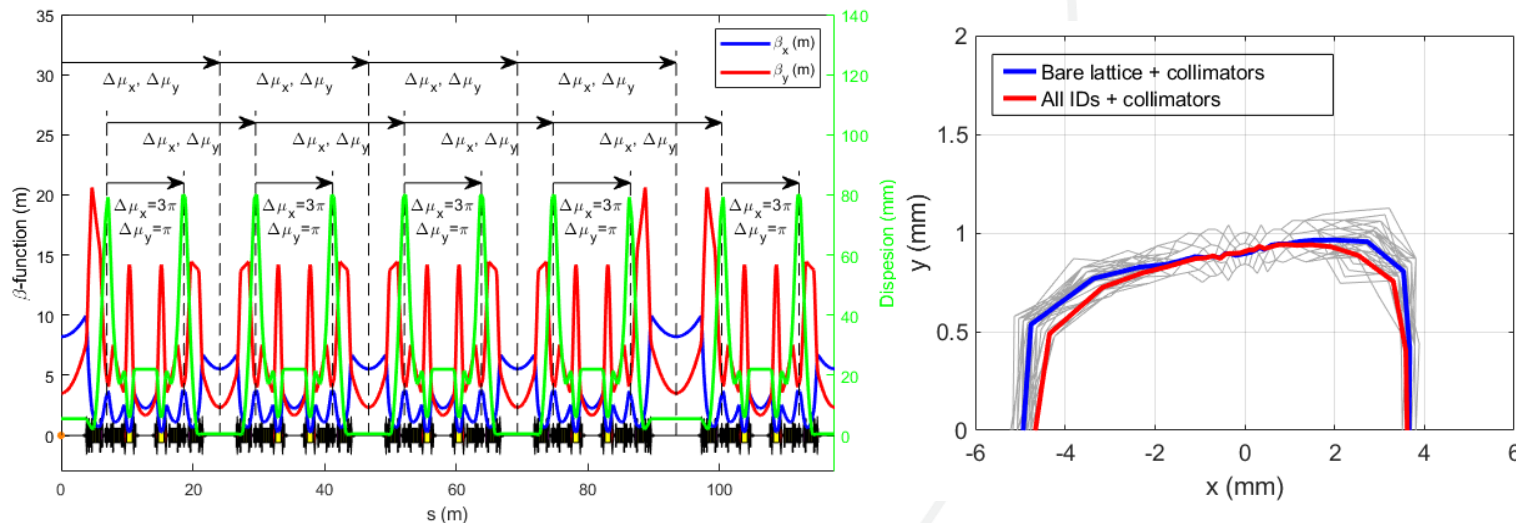 35
30
25
20
15
10
5
0
β-function (m)
0
20
40
60
80
100
s (m)
140
120
100
80
60
40
20
0
Dispesion (mm)
βx (m)
βy (m)
Δμx, Δμy Δμx, Δμy Δμx, Δμy Δμx, Δμy
Δμx, Δμy Δμx, Δμy Δμx, Δμy Δμx, Δμy
Δμx=3π Δμx=3π Δμx=3π Δμx=3π Δμx=3π
Δμy=π Δμy=π Δμy=π Δμy=π Δμy=π
2
1.5
1
0.5
0
y (mm)
Bare lattice + collimators
All IDs + collimators
-6
-4
-2
0
2
4
6
x (mm)